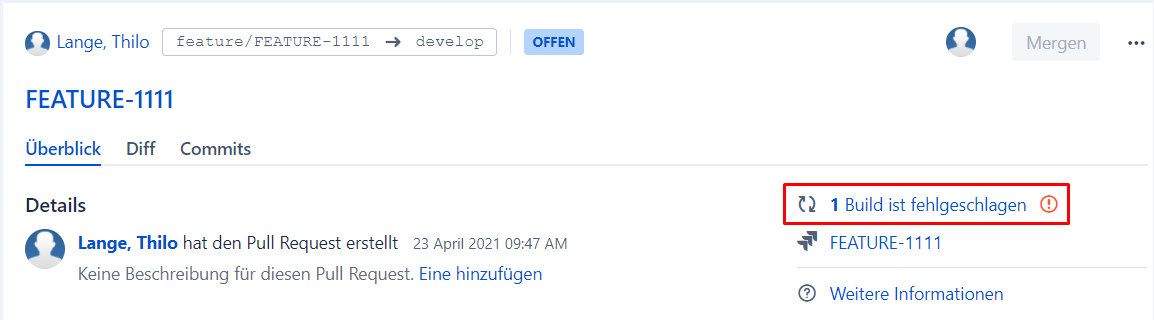 Lange, Thilo feature/FEATURE-1111 → develop OFFEN Mergen
FEATURE-1111
Überblick Diff Commits
Details
Lange, Thilo hat den Pull Request erstellt 23 April 2021 09:47 AM
Keine Beschreibung für diesen Pull Request. Eine hinzufügen
1 Build ist fehlgeschlagen
FEATURE-1111
Weitere Informationen